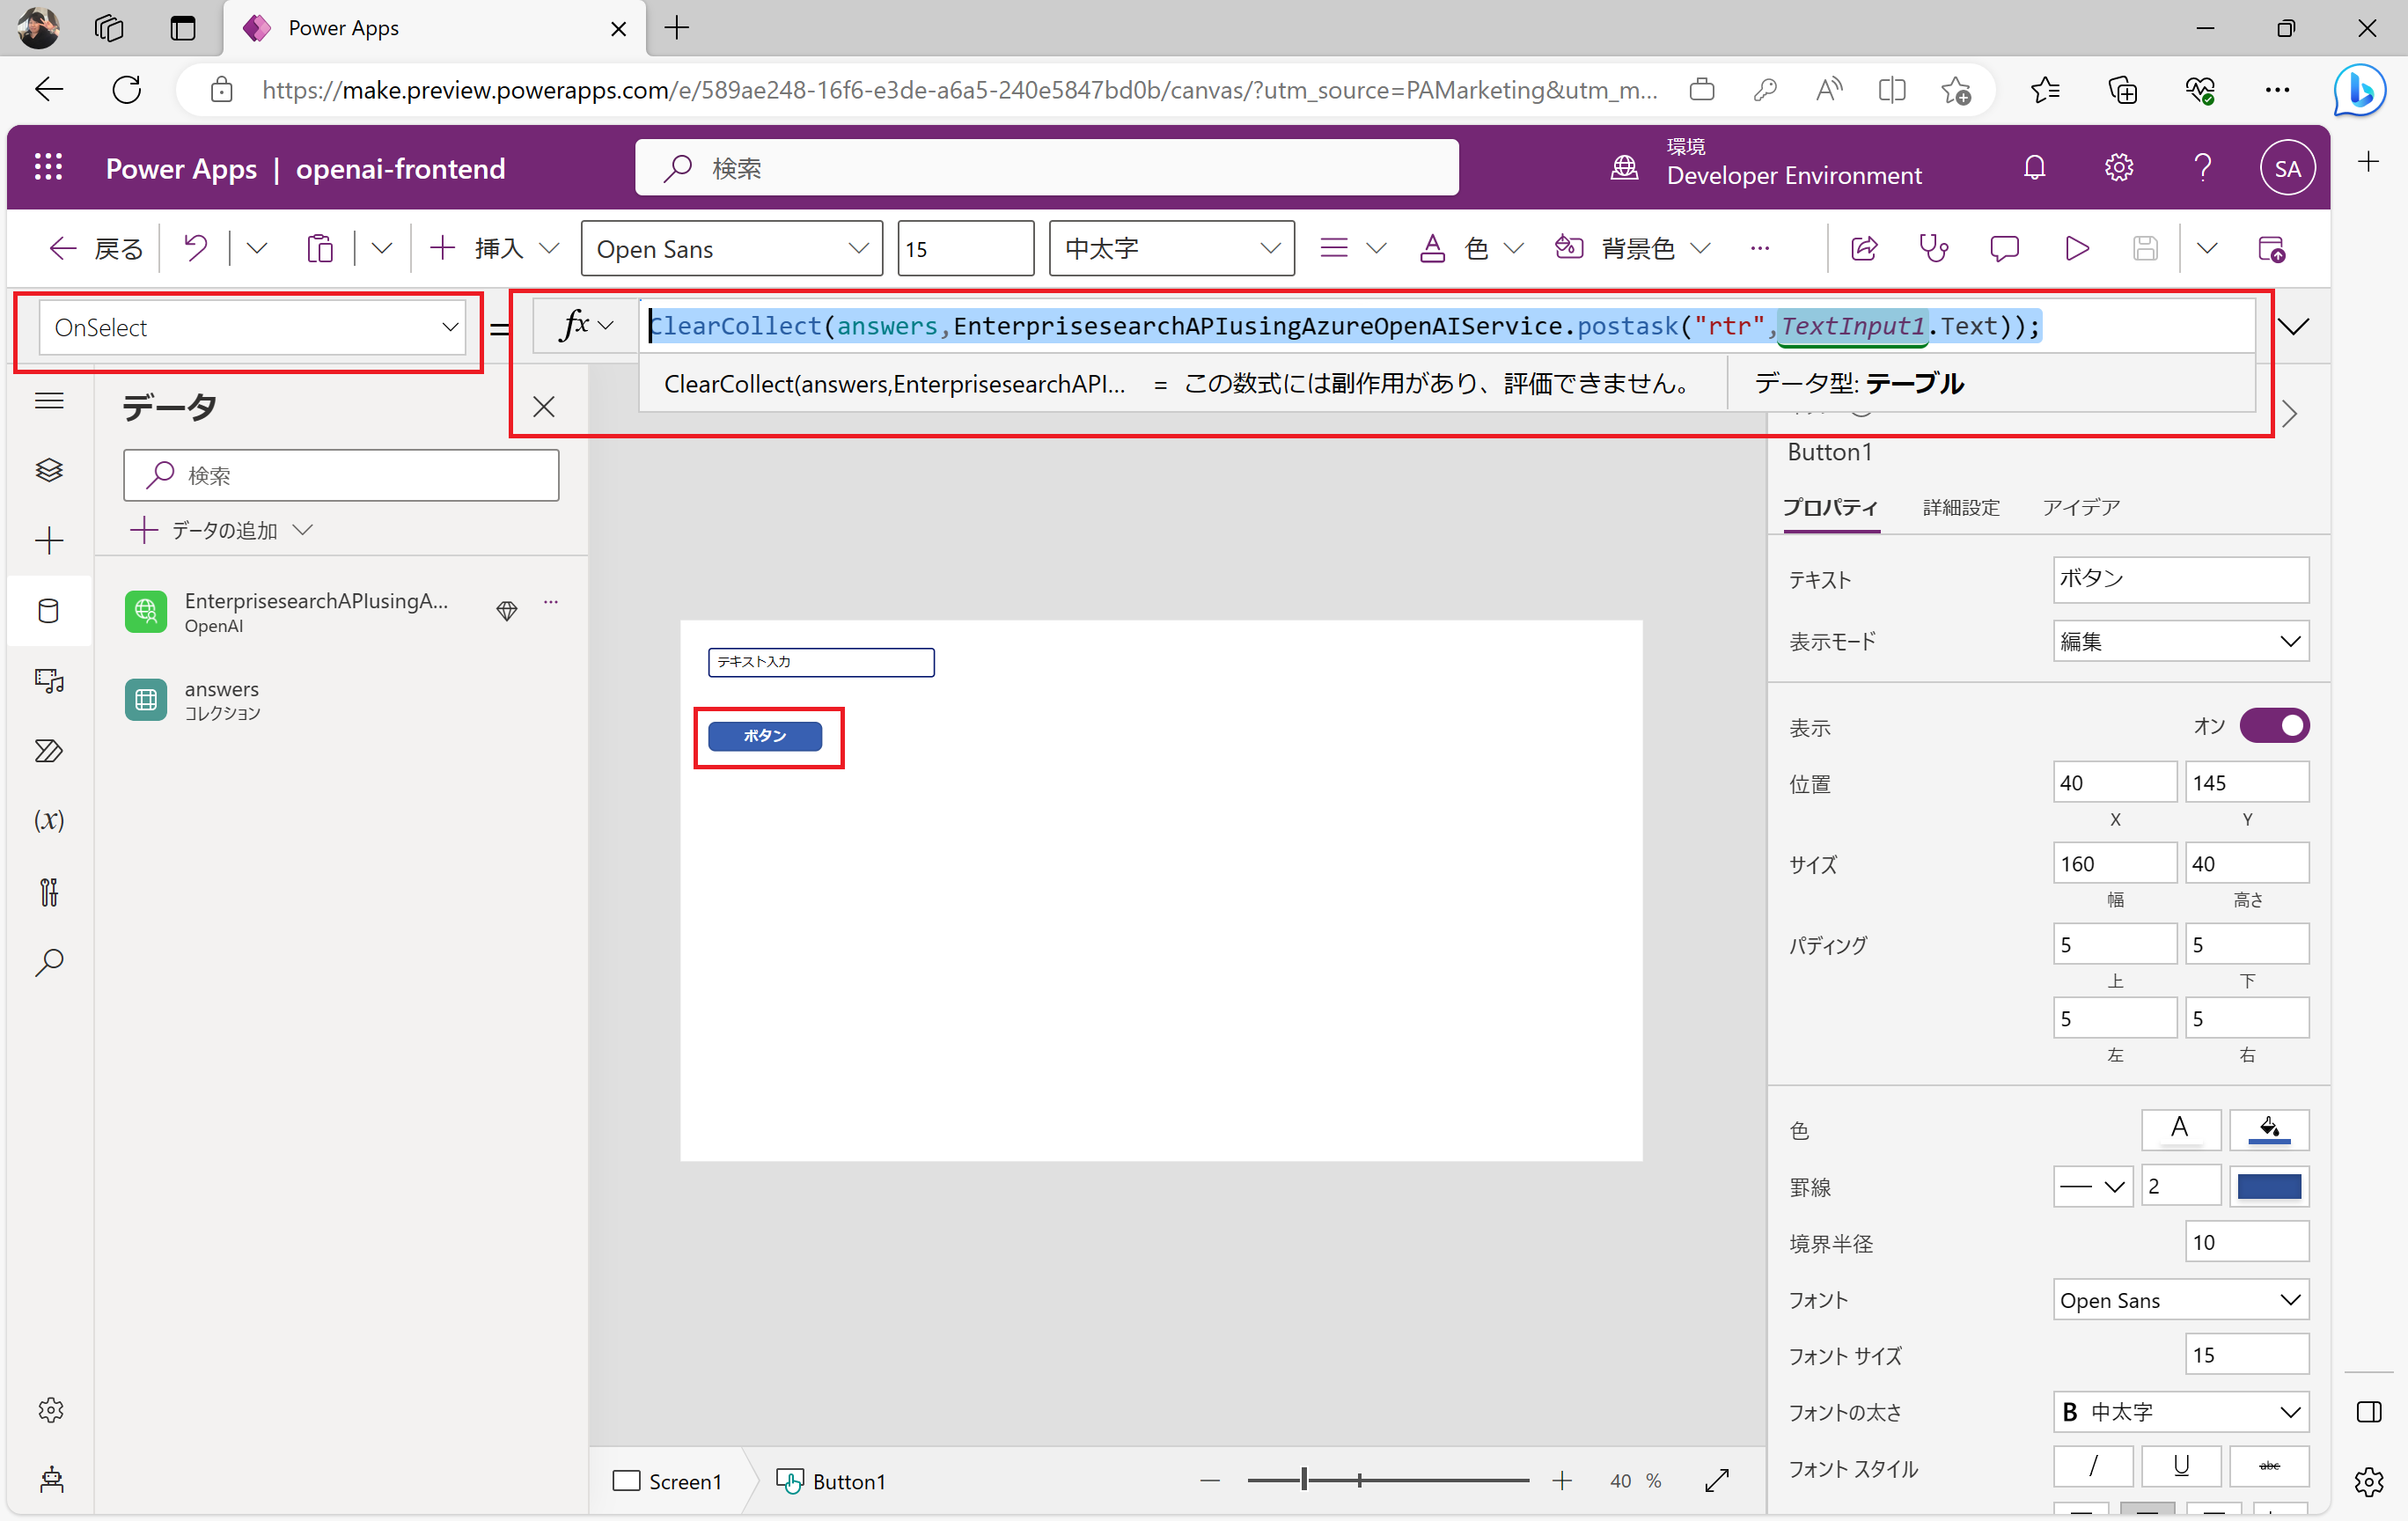 Power Apps
https://make.preview.powerapps.com/e/589ae248-16f6-e3de-a6a5-240e5847bd0b/canvas/?utm_source=PAMarketing&utm_m...
Power Apps | openai-frontend
検索
環境
Developer Environment
SA
戻る
挿入
Open Sans
15
中太字
色
背景色
OnSelect
=
fx
ClearCollect(answers,EnterprisesearchAPIusingAzureOpenAIService.postask("rtr",TextInput1.Text));
ClearCollect(answers,EnterprisesearchAPI... = この数式には副作用があり、評価できません。
データ型: テーブル
データ
検索
データの追加
EnterprisesearchAPIusingA...
OpenAI
answers
コレクション
(x)
テキスト入力
ボタン
Button1
プロパティ
詳細設定
アイデア
テキスト
ボタン
表示モード
編集
表示
オン
位置
40
145
X
Y
サイズ
160
40
幅
高さ
パディング
5
5
上
下
5
5
左
右
色
A
罫線
2
境界半径
10
フォント
Open Sans
フォント サイズ
15
フォントの太さ
B 中太字
フォント スタイル
/
U
abc
Screen1
Button1
40 %